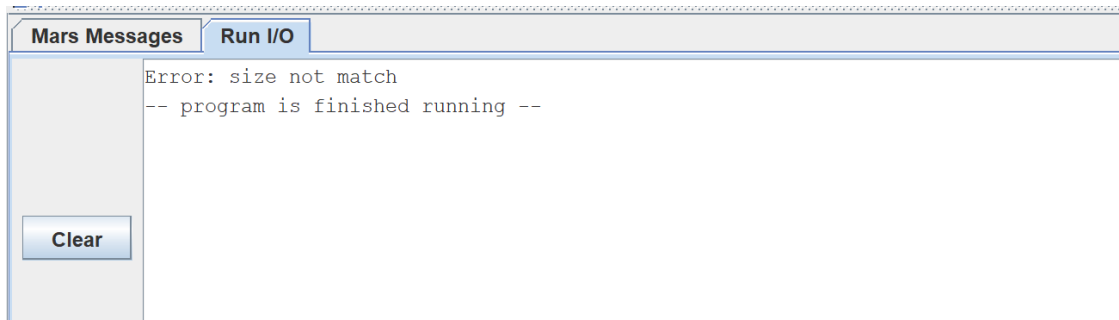 Mars Messages Run I/O
Error: size not match
-- program is finished running --
Clear